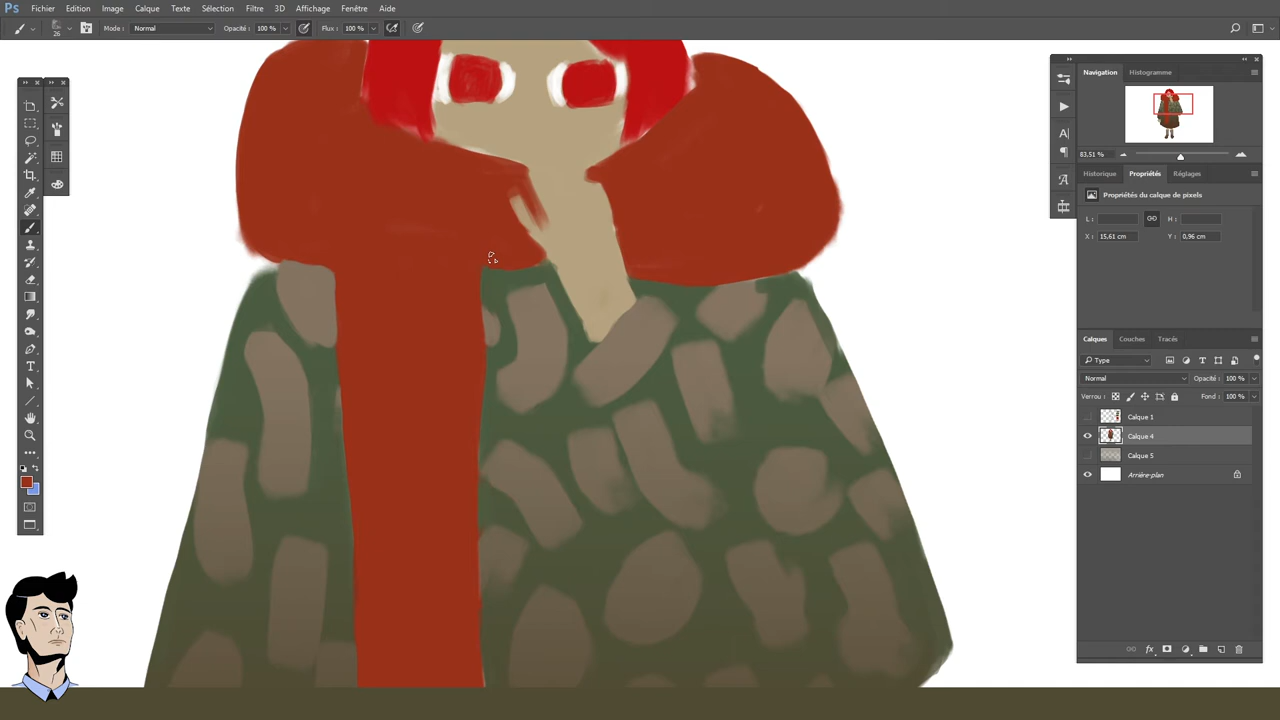 Ps Fichier Edition Image Calque Texte Sélection Filtre 3D Affichage Fenêtre Aide
26 Mode : Normal Opacité : 100 % Flux : 100 %
Navigation Histogramme
83,51 %
Historique Propriétés Réglages
Propriétés du calque de pixels
L : H :
X : 15,61 cm Y : 0,96 cm
Calques Couches Tracés
Type
Normal Opacité : 100 %
Verrou : Fond : 100 %
Calque 1
Calque 4
Calque 5
Arrière-plan